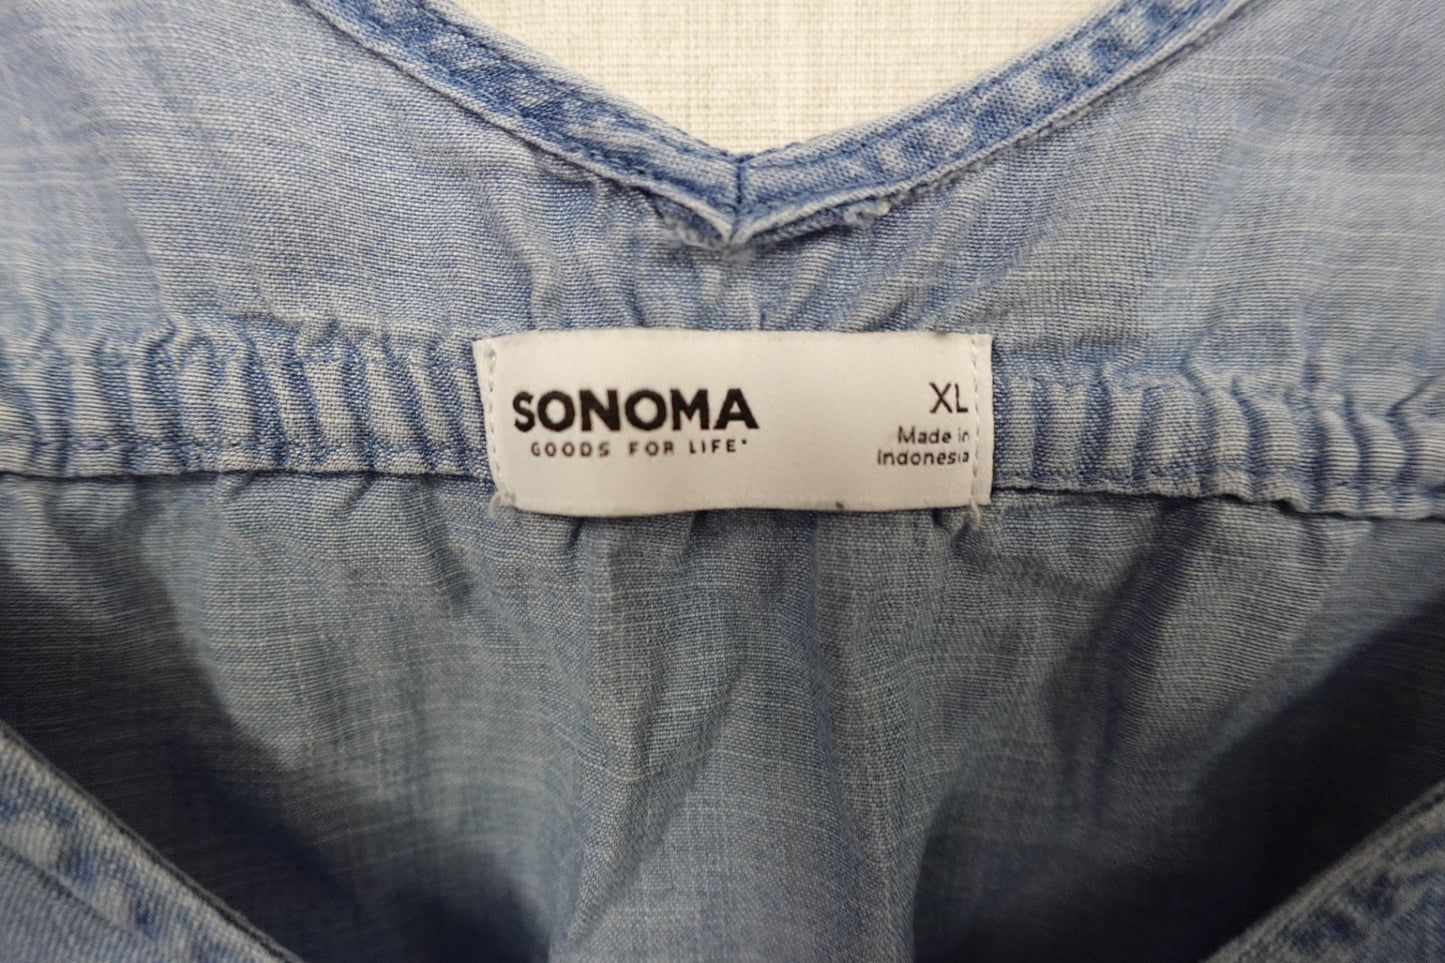 SONOMA
GOODS FOR LIFE
XL
Made in
Indonesia